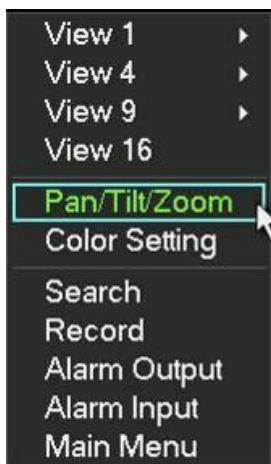 View 1
View 4
View 9
View 16
Pan/Tilt/Zoom
Color Setting
Search
Record
Alarm Output
Alarm Input
Main Menu